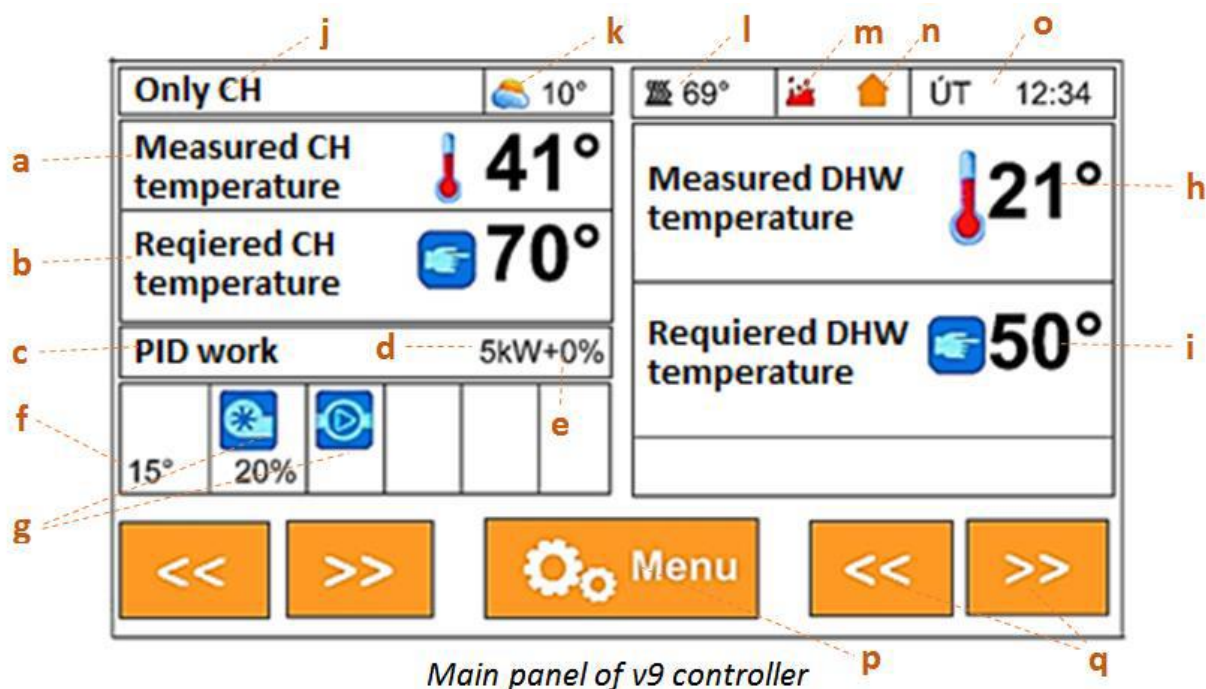 j k l m n o
Only CH 10° 69° ÚT 12:34
a Measured CH
temperature 41°
b Reqiered CH
temperature 70°
Measured DHW
temperature 21° h
c PID work d 5kW+0%
e
Requiered DHW
temperature 50° i
f 15° 20%
g
<< >> Menu << >>
p q
Main panel of v9 controller